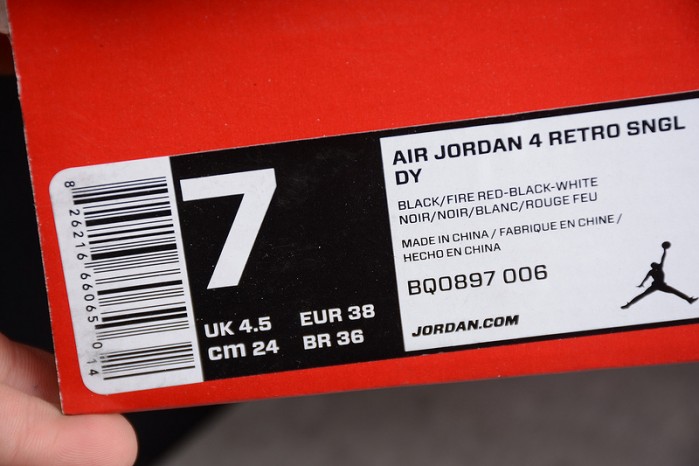 8 26216 66065 0 14
7
UK 4.5 EUR 38
cm 24 BR 36
AIR JORDAN 4 RETRO SNGL
DY
BLACK/FIRE RED-BLACK-WHITE
NOIR/NOIR/BLANC/ROUGE FEU
MADE IN CHINA / FABRIQUE EN CHINE /
HECHO EN CHINA
BQ0897 006
JORDAN.COM